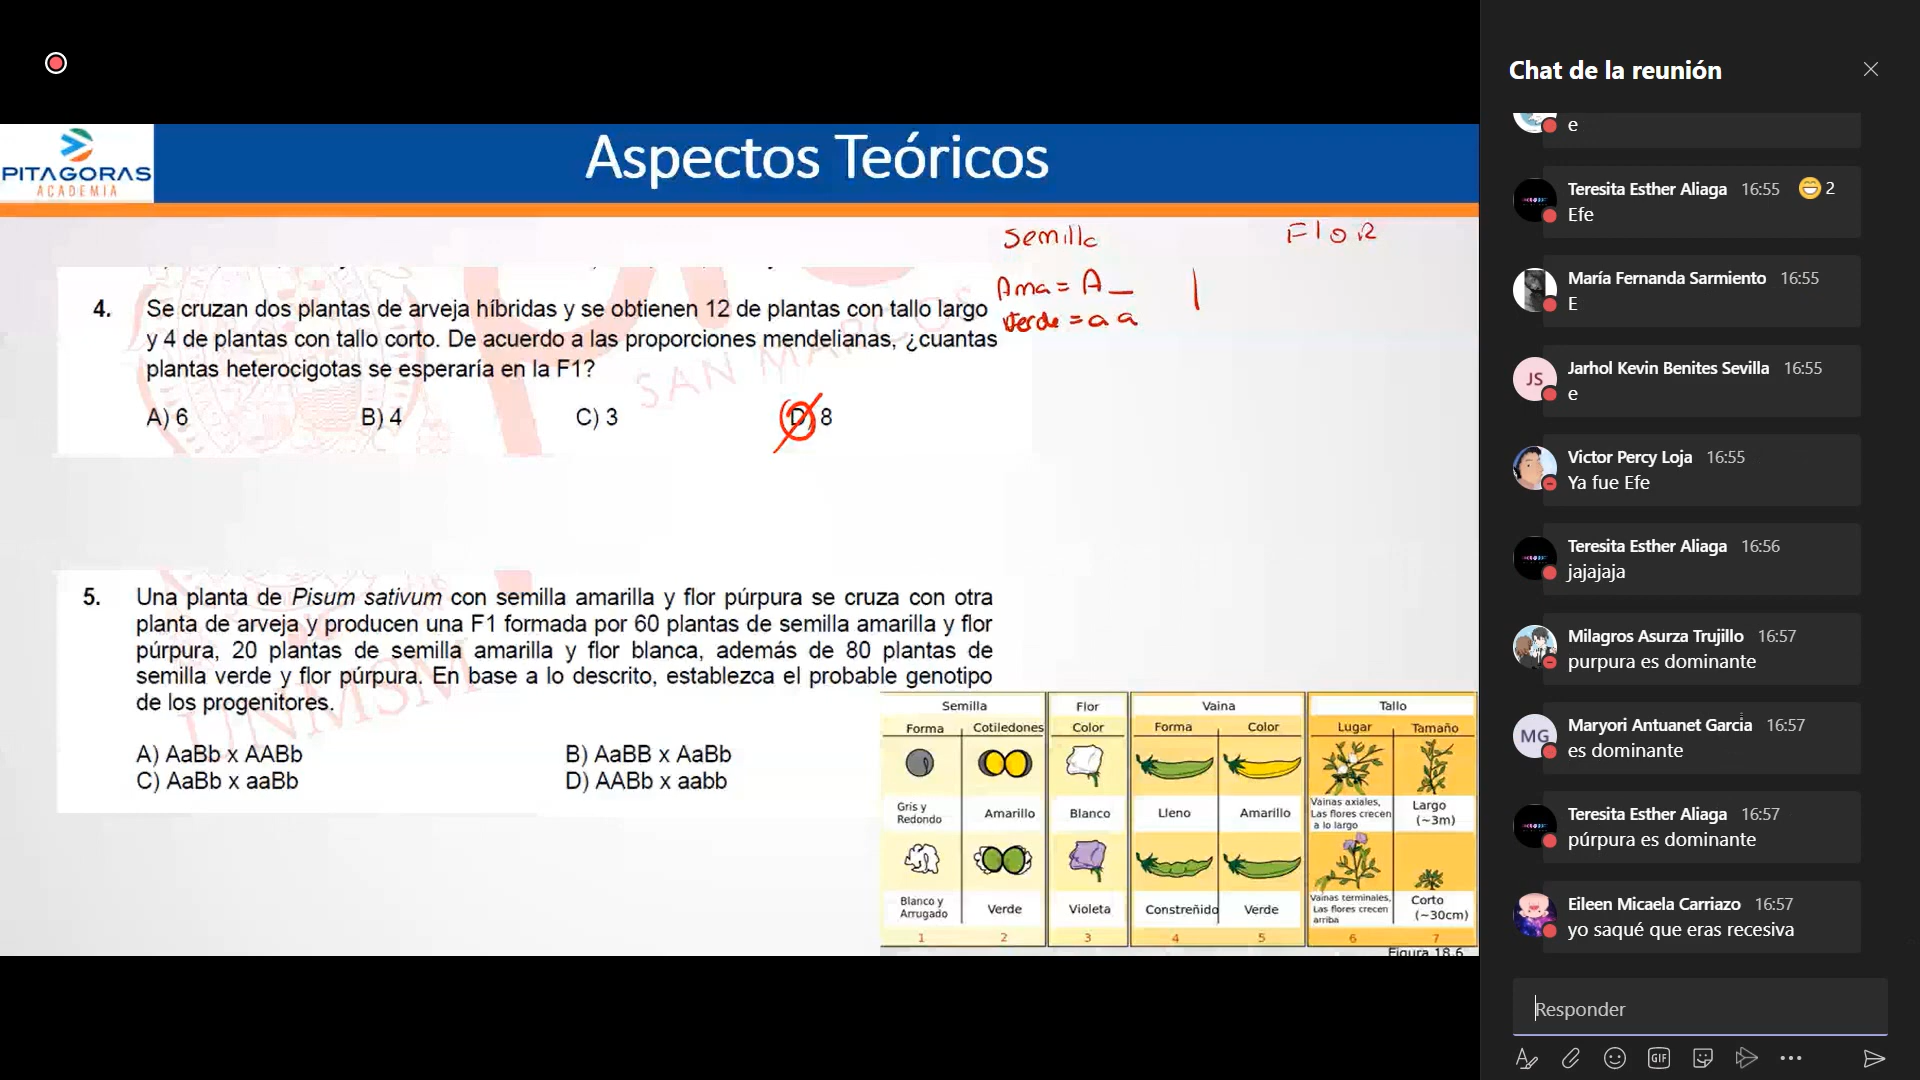 PITAGORAS
ACADEMIA
Aspectos Teóricos
Semilla
Flor
Ama = A_
Verde = aa
4. Se cruzan dos plantas de arveja híbridas y se obtienen 12 de plantas con tallo largo
y 4 de plantas con tallo corto. De acuerdo a las proporciones mendelianas, ¿cuantas
plantas heterocigotas se esperaría en la F1?
A) 6 B) 4 C) 3 D) 8
SAN MARCOS
5. Una planta de Pisum sativum con semilla amarilla y flor púrpura se cruza con otra
planta de arveja y producen una F1 formada por 60 plantas de semilla amarilla y flor
púrpura, 20 plantas de semilla amarilla y flor blanca, además de 80 plantas de
semilla verde y flor púrpura. En base a lo descrito, establezca el probable genotipo
de los progenitores.
A) AaBb x AABb B) AaBB x AaBb
C) AaBb x aaBb D) AABb x aabb
UNMSM
Semilla Flor Vaina Tallo
Forma Cotiledones Color Forma Color Lugar Tamaño
Gris y
Redondo
Amarillo
Blanco
Lleno
Amarillo
Vainas axiales,
Las flores crecen
a lo largo
Largo
(~3m)
Blanco y
Arrugado
Verde
Violeta
Constreñido
Verde
Vainas terminales,
Las flores crecen
arriba
Corto
(~30cm)
1 2 3 4 5 6 7
Figura 18.6
Chat de la reunión
e
Teresita Esther Aliaga 16:55 2
Efe
María Fernanda Sarmiento 16:55
E
JS
Jarhol Kevin Benites Sevilla 16:55
e
Victor Percy Loja 16:55
Ya fue Efe
Teresita Esther Aliaga 16:56
jajajaja
Milagros Asurza Trujillo 16:57
purpura es dominante
MG
Maryori Antuanet Garcia 16:57
es dominante
Teresita Esther Aliaga 16:57
púrpura es dominante
Eileen Micaela Carriazo 16:57
yo saqué que eras recesiva
Responder
GIF